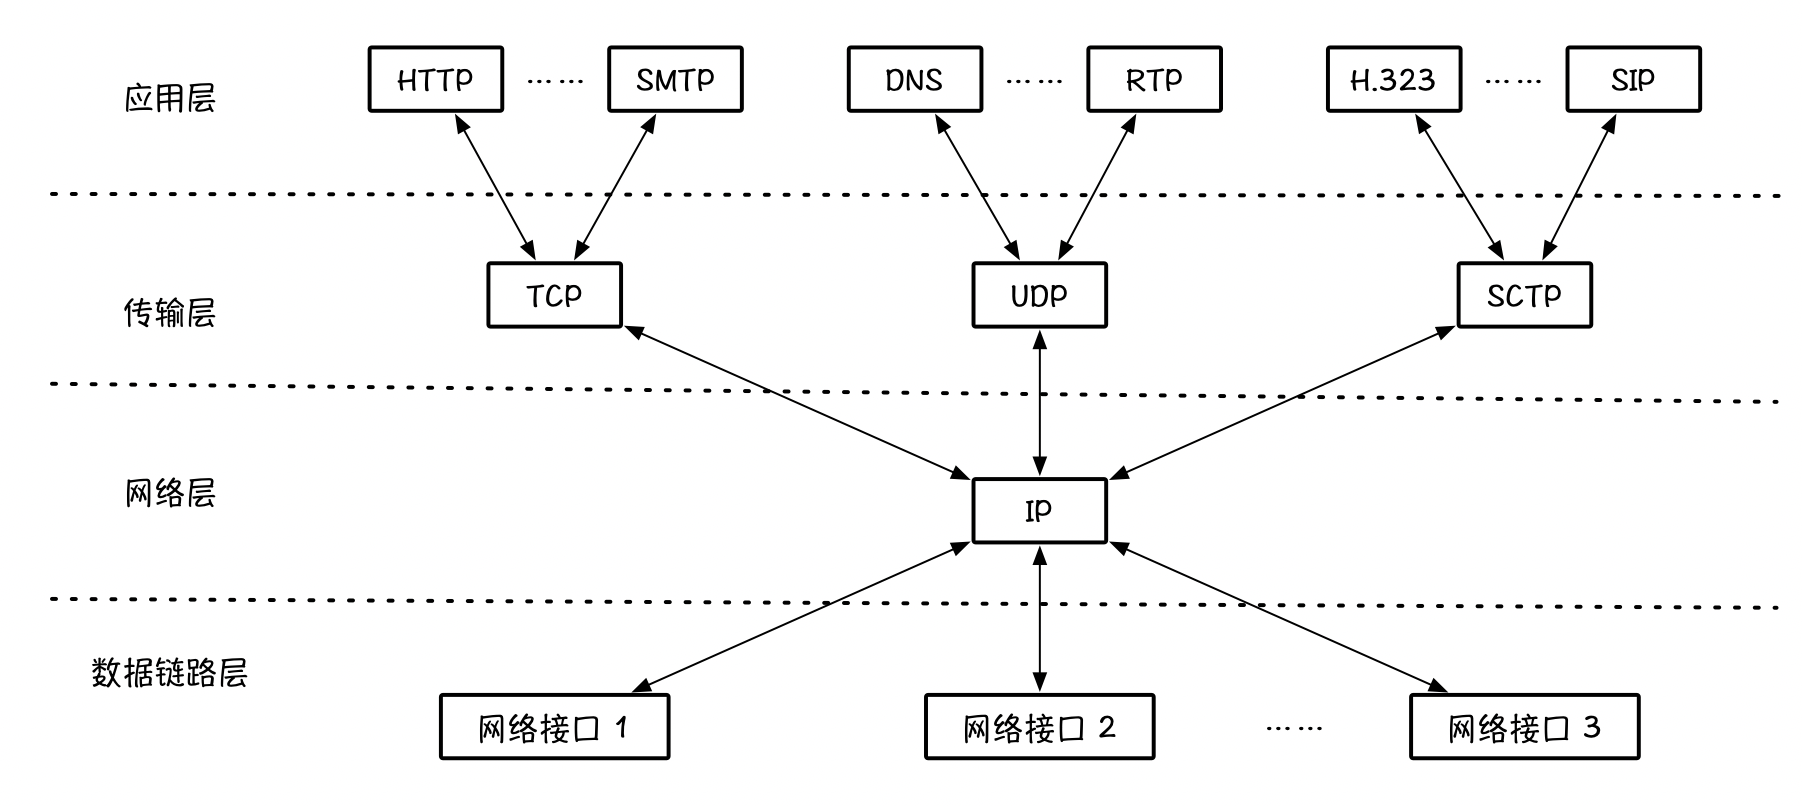 应用层
HTTP …… SMTP DNS …… RTP H.323 …… SIP
传输层
TCP UDP SCTP
网络层
IP
数据链路层
网络接口 1 网络接口 2 …… 网络接口 3